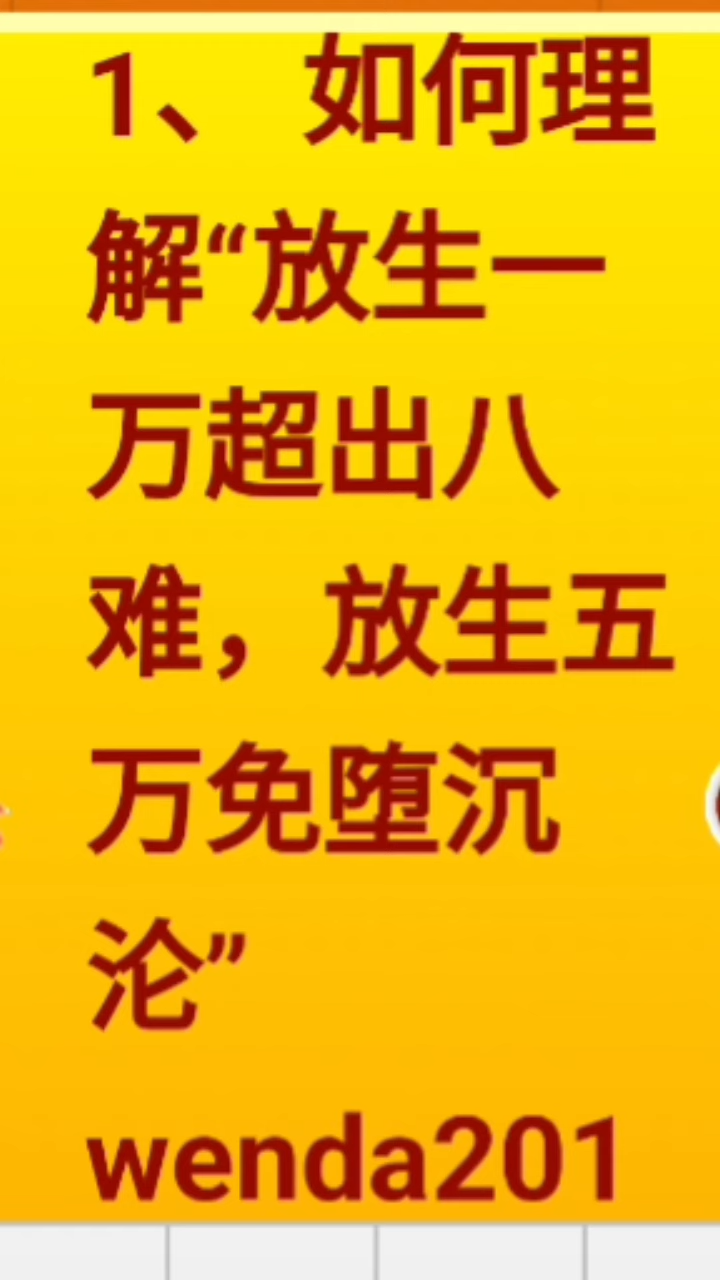 1、 如何理
解“放生一
万超出八
难，放生五
万免堕沉
沦”
wenda201